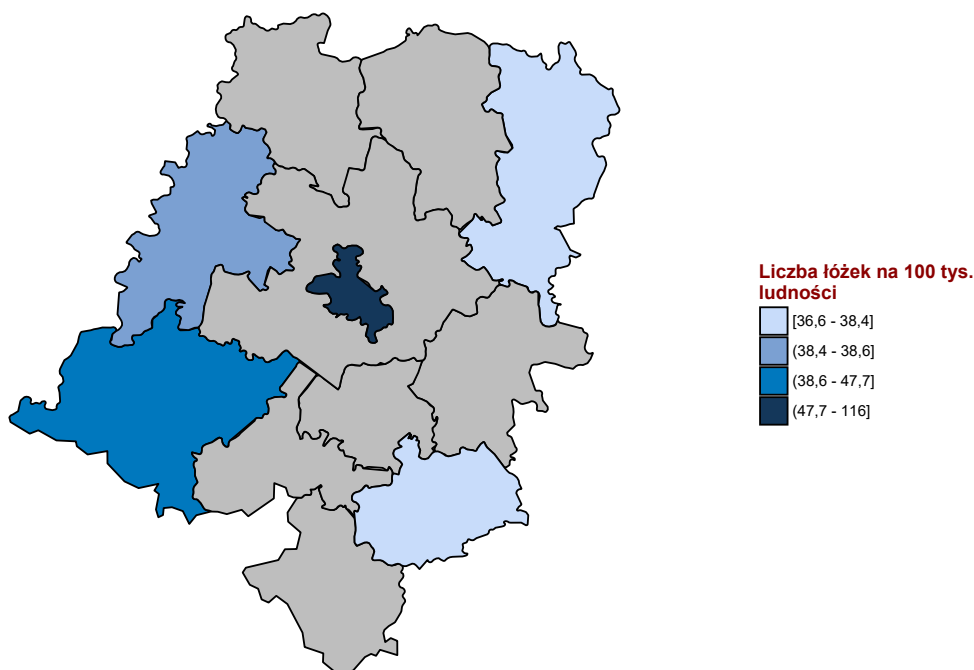 Liczba łóżek na 100 tys.
ludności
[36,6 - 38,4]
(38,4 - 38,6]
(38,6 - 47,7]
(47,7 - 116]